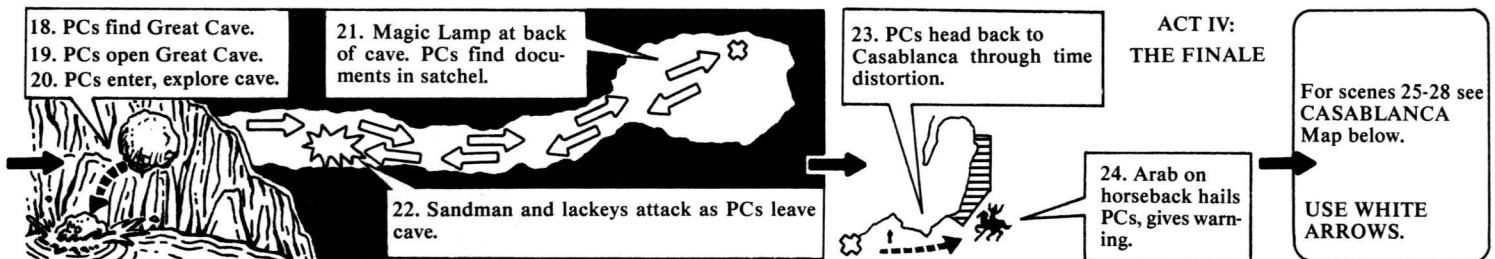 18. PCs find Great Cave.
19. PCs open Great Cave.
20. PCs enter, explore cave.
21. Magic Lamp at back
of cave. PCs find docu-
ments in satchel.
22. Sandman and lackeys attack as PCs leave
cave.
23. PCs head back to
Casablanca through time
distortion.
24. Arab on
horseback hails
PCs, gives warn-
ing.
ACT IV:
THE FINALE
For scenes 25-28 see
CASABLANCA
Map below.
USE WHITE
ARROWS.